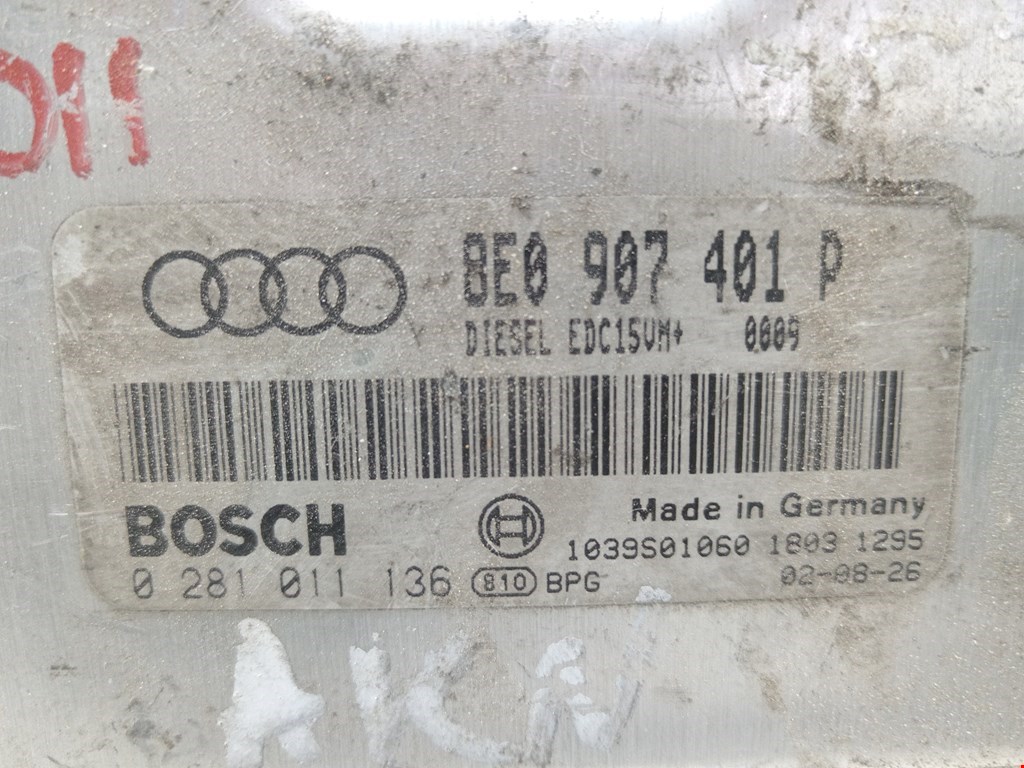 011
8E0 907 401 P
DIESEL EDC15VM+ 0009
BOSCH
Made in Germany
1039S01060 1803 1295
0 281 011 136 810 BPG
02-08-26
AKN